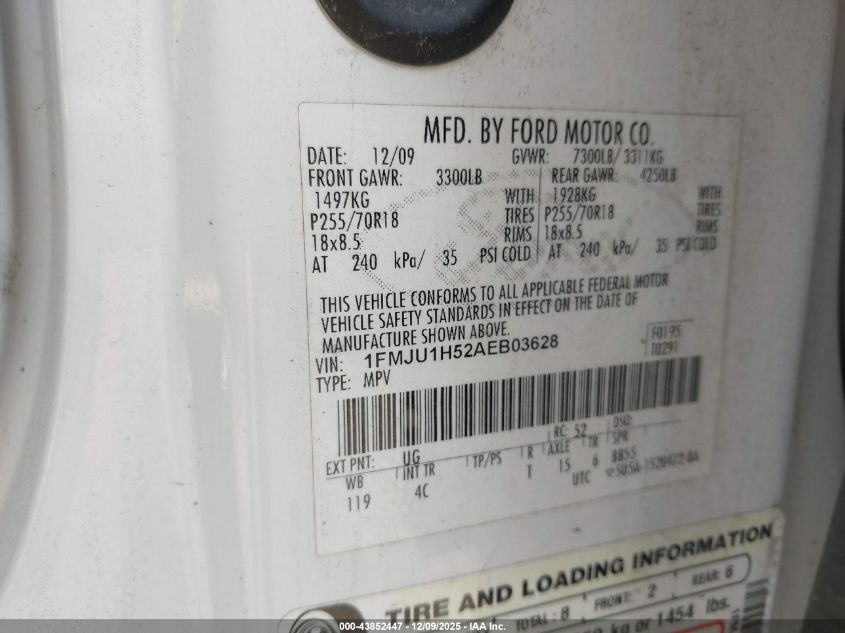 MFD. BY FORD MOTOR CO.
DATE: 12/09 GVWR: 7300LB/ 3311KG
FRONT GAWR: 3300LB REAR GAWR: 4250LB
1497KG WITH 1928KG WITH
P255/70R18 TIRES P255/70R18 TIRES
18x8.5 RIMS 18x8.5 RIMS
AT 240 kPa/ 35 PSI COLD AT 240 kPa/ 35 PSI COLD
THIS VEHICLE CONFORMS TO ALL APPLICABLE FEDERAL MOTOR
VEHICLE SAFETY STANDARDS IN EFFECT ON THE DATE OF
MANUFACTURE SHOWN ABOVE.
VIN: 1FMJU1H52AEB03628 F0195
TYPE: MPV T0291
RC: 52 DSO:
EXT PNT: UG
WB INT TR TP/PS R AXLE TR SPR
119 4C T 15 6 8855
UTC
TIRE AND LOADING INFORMATION
TOTAL: 8 FRONT: 2 REAR: 6
kg or 1454 lbs.
000-43852447 - 12/09/2025 - IAA Inc.